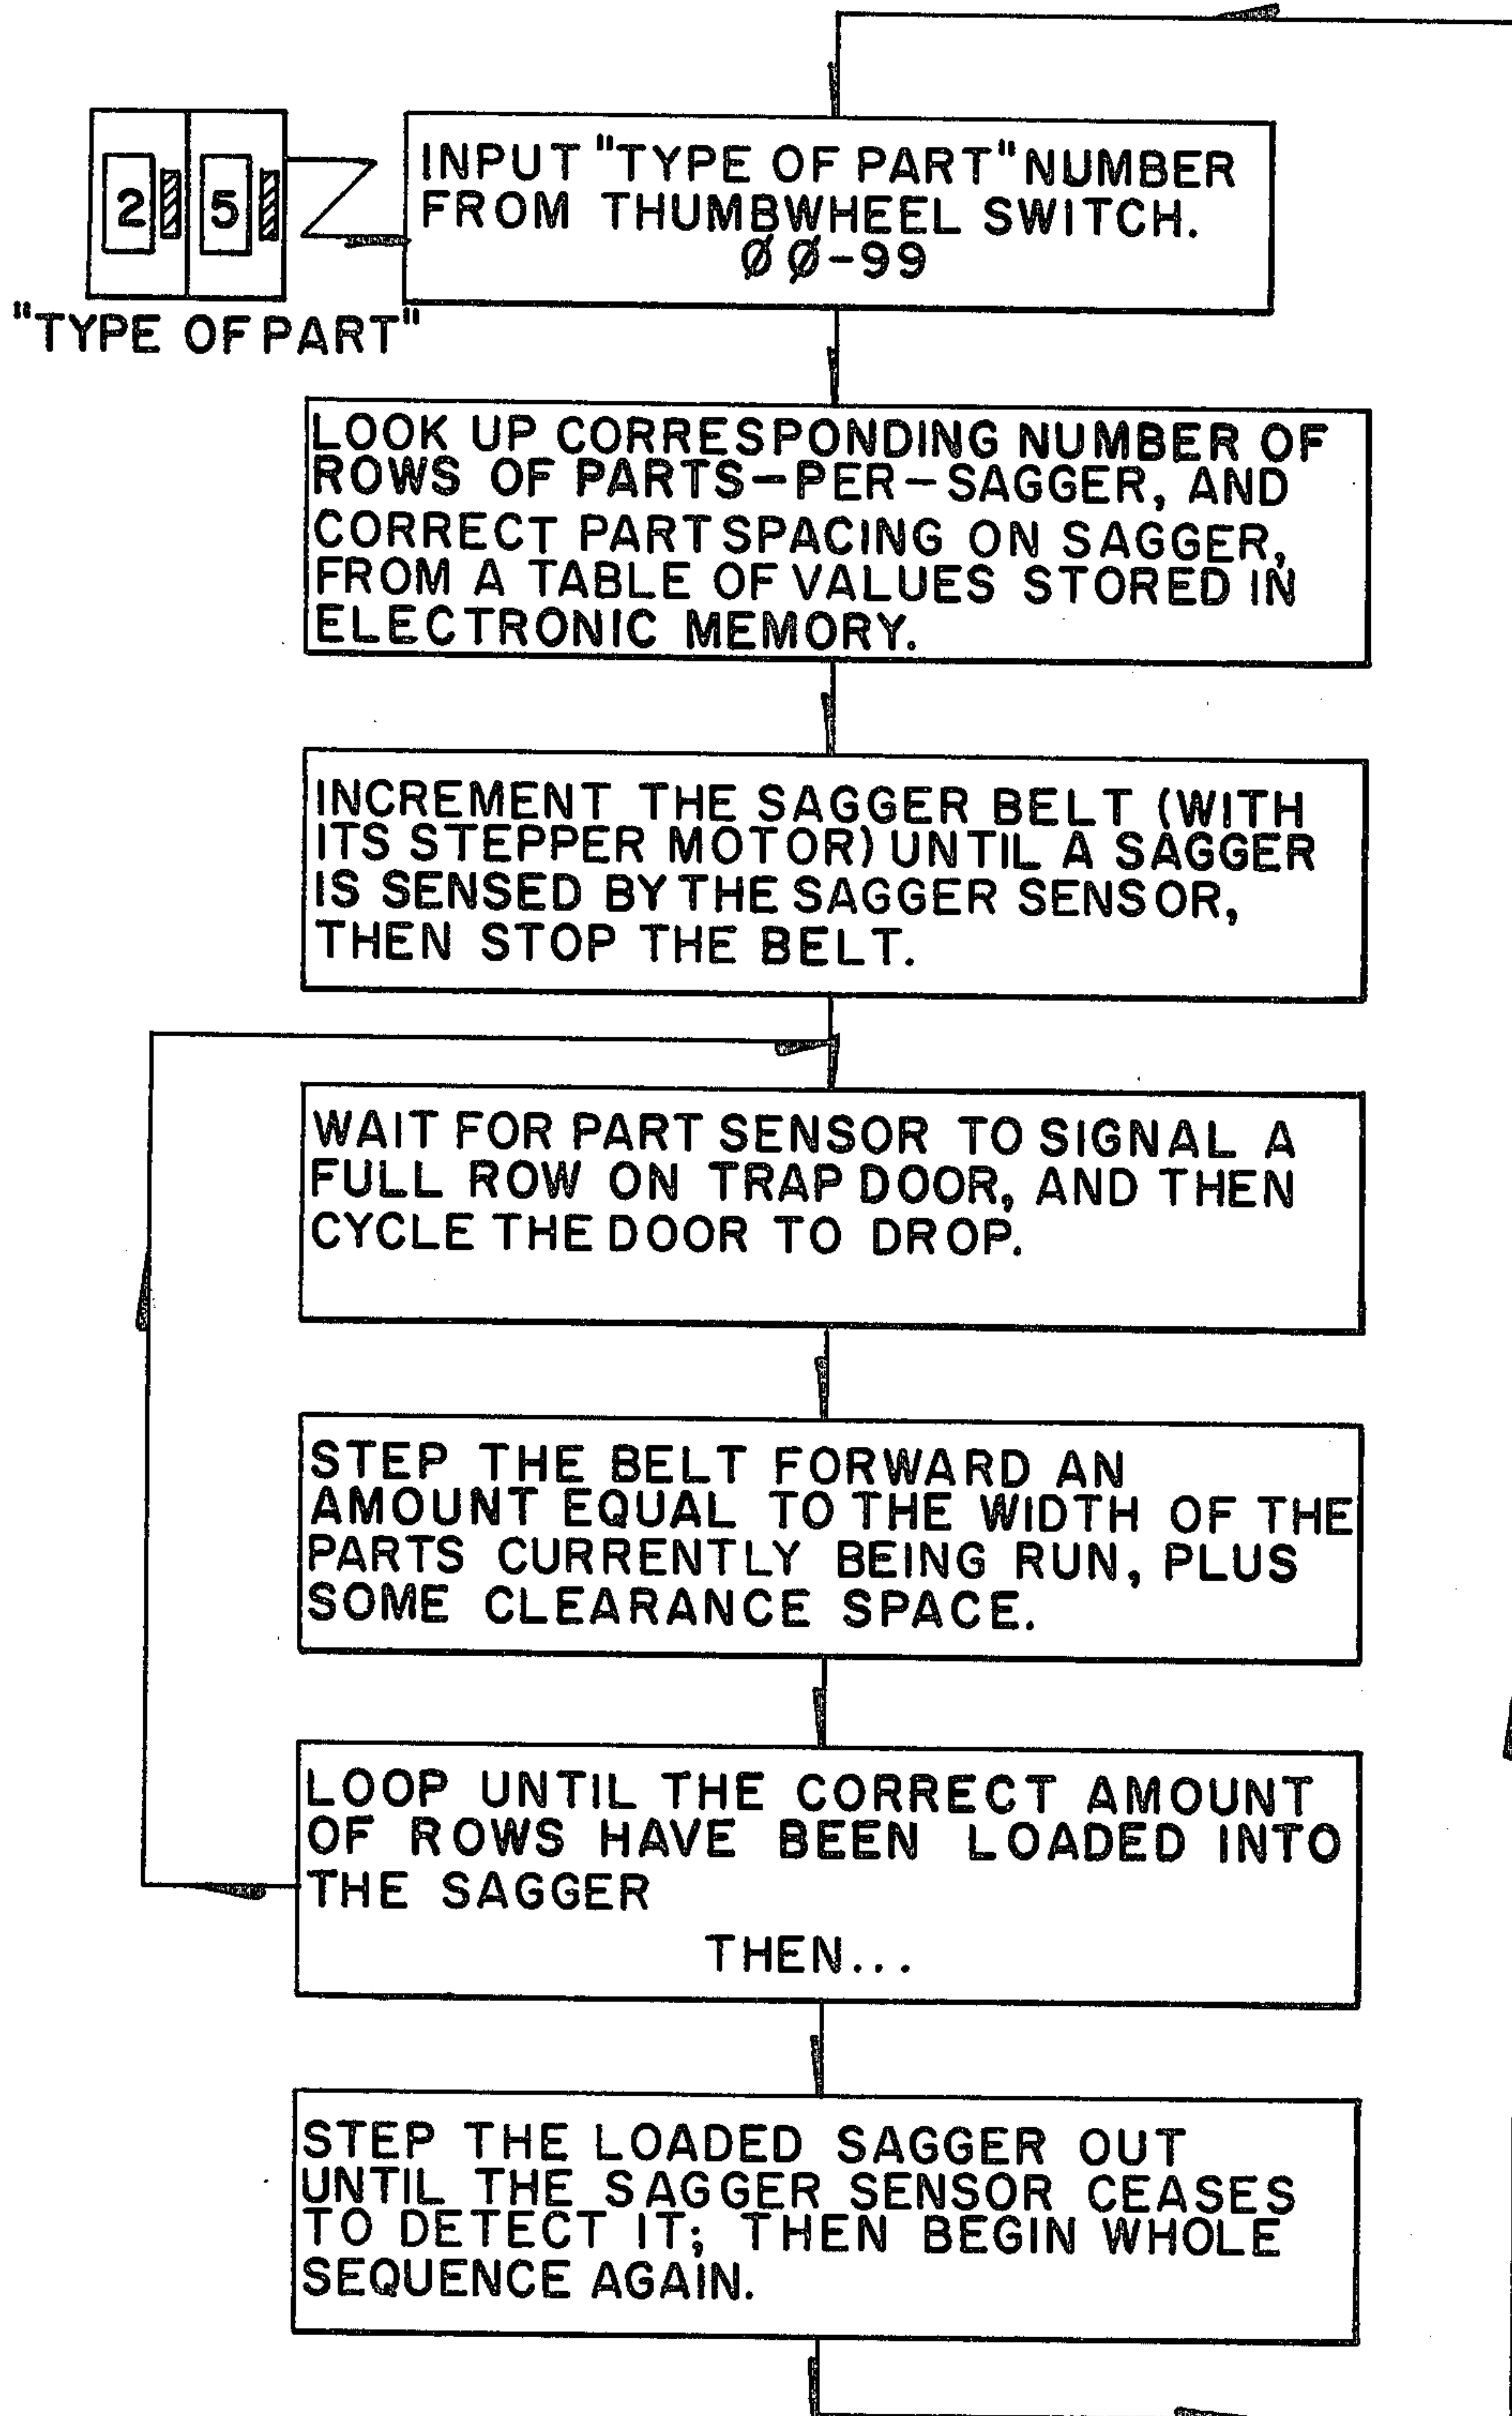 2 5
"TYPE OF PART"
INPUT "TYPE OF PART" NUMBER
FROM THUMBWHEEL SWITCH.
ØØ-99
LOOK UP CORRESPONDING NUMBER OF
ROWS OF PARTS-PER-SAGGER, AND
CORRECT PART SPACING ON SAGGER,
FROM A TABLE OF VALUES STORED IN
ELECTRONIC MEMORY.
INCREMENT THE SAGGER BELT (WITH
ITS STEPPER MOTOR) UNTIL A SAGGER
IS SENSED BY THE SAGGER SENSOR,
THEN STOP THE BELT.
WAIT FOR PART SENSOR TO SIGNAL A
FULL ROW ON TRAP DOOR, AND THEN
CYCLE THE DOOR TO DROP.
STEP THE BELT FORWARD AN
AMOUNT EQUAL TO THE WIDTH OF THE
PARTS CURRENTLY BEING RUN, PLUS
SOME CLEARANCE SPACE.
LOOP UNTIL THE CORRECT AMOUNT
OF ROWS HAVE BEEN LOADED INTO
THE SAGGER
THEN...
STEP THE LOADED SAGGER OUT
UNTIL THE SAGGER SENSOR CEASES
TO DETECT IT; THEN BEGIN WHOLE
SEQUENCE AGAIN.